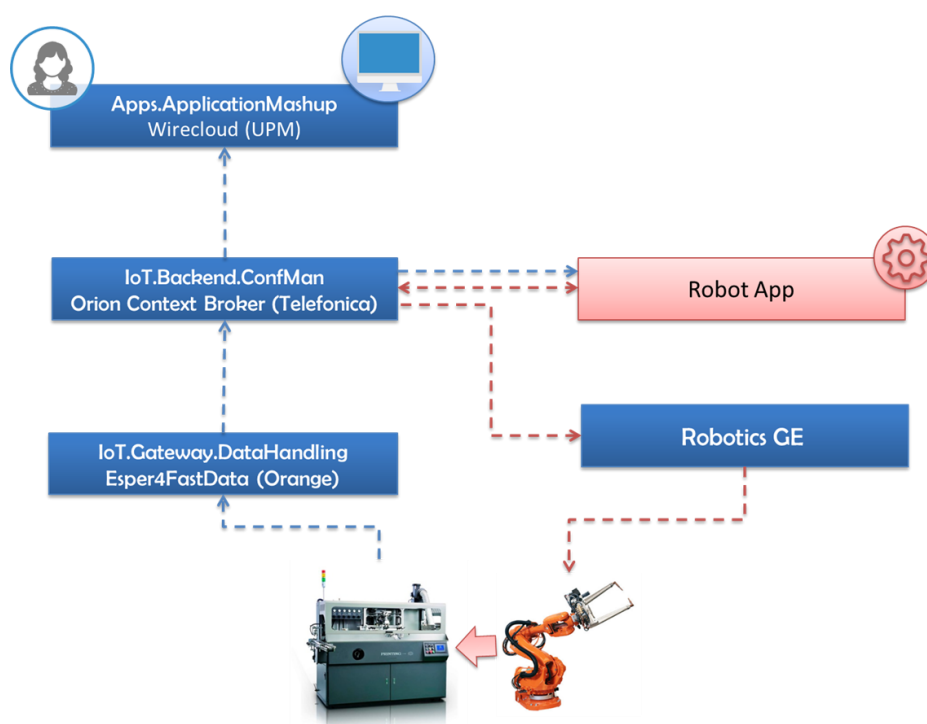 Apps.ApplicationMashup
Wirecloud (UPM)
IoT.Backend.ConfMan
Orion Context Broker (Telefonica)
Robot App
IoT.Gateway.DataHandling
Esper4FastData (Orange)
Robotics GE